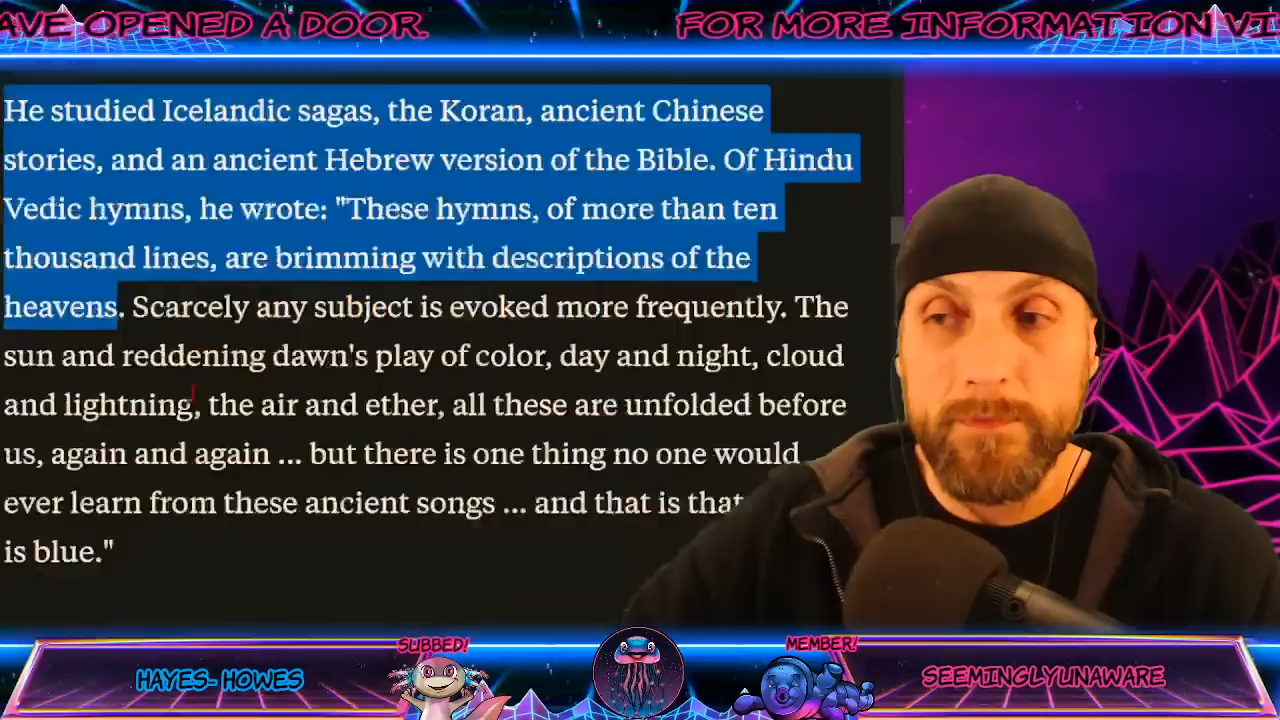 AVE OPENED A DOOR. FOR MORE INFORMATION VI
He studied Icelandic sagas, the Koran, ancient Chinese
stories, and an ancient Hebrew version of the Bible. Of Hindu
Vedic hymns, he wrote: "These hymns, of more than ten
thousand lines, are brimming with descriptions of the
heavens. Scarcely any subject is evoked more frequently. The
sun and reddening dawn's play of color, day and night, cloud
and lightning, the air and ether, all these are unfolded before
us, again and again ... but there is one thing no one would
ever learn from these ancient songs ... and that is that
is blue."
SUBBED!
HAYES- HOWES
MEMBER!
SEEMINGLYUNAWARE